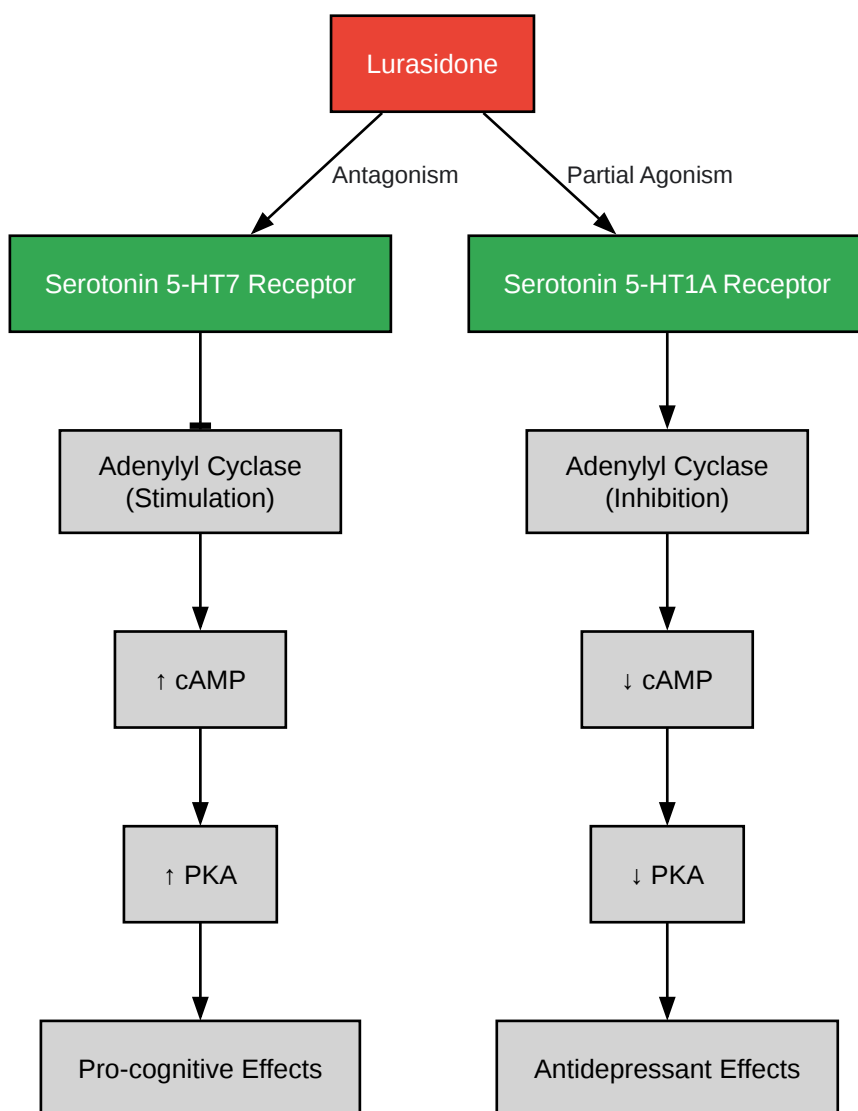 Lurasidone
Antagonism
Partial Agonism
Serotonin 5-HT7 Receptor
Serotonin 5-HT1A Receptor
Adenylyl Cyclase
(Stimulation)
Adenylyl Cyclase
(Inhibition)
↑ cAMP
↓ cAMP
↑ PKA
↓ PKA
Pro-cognitive Effects
Antidepressant Effects